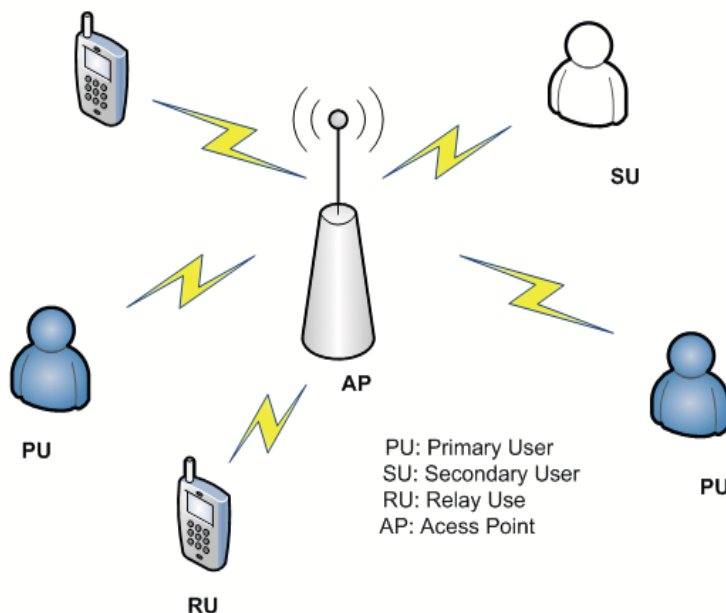 SU
AP
PU
PU
RU
PU: Primary User
SU: Secondary User
RU: Relay Use
AP: Acess Point